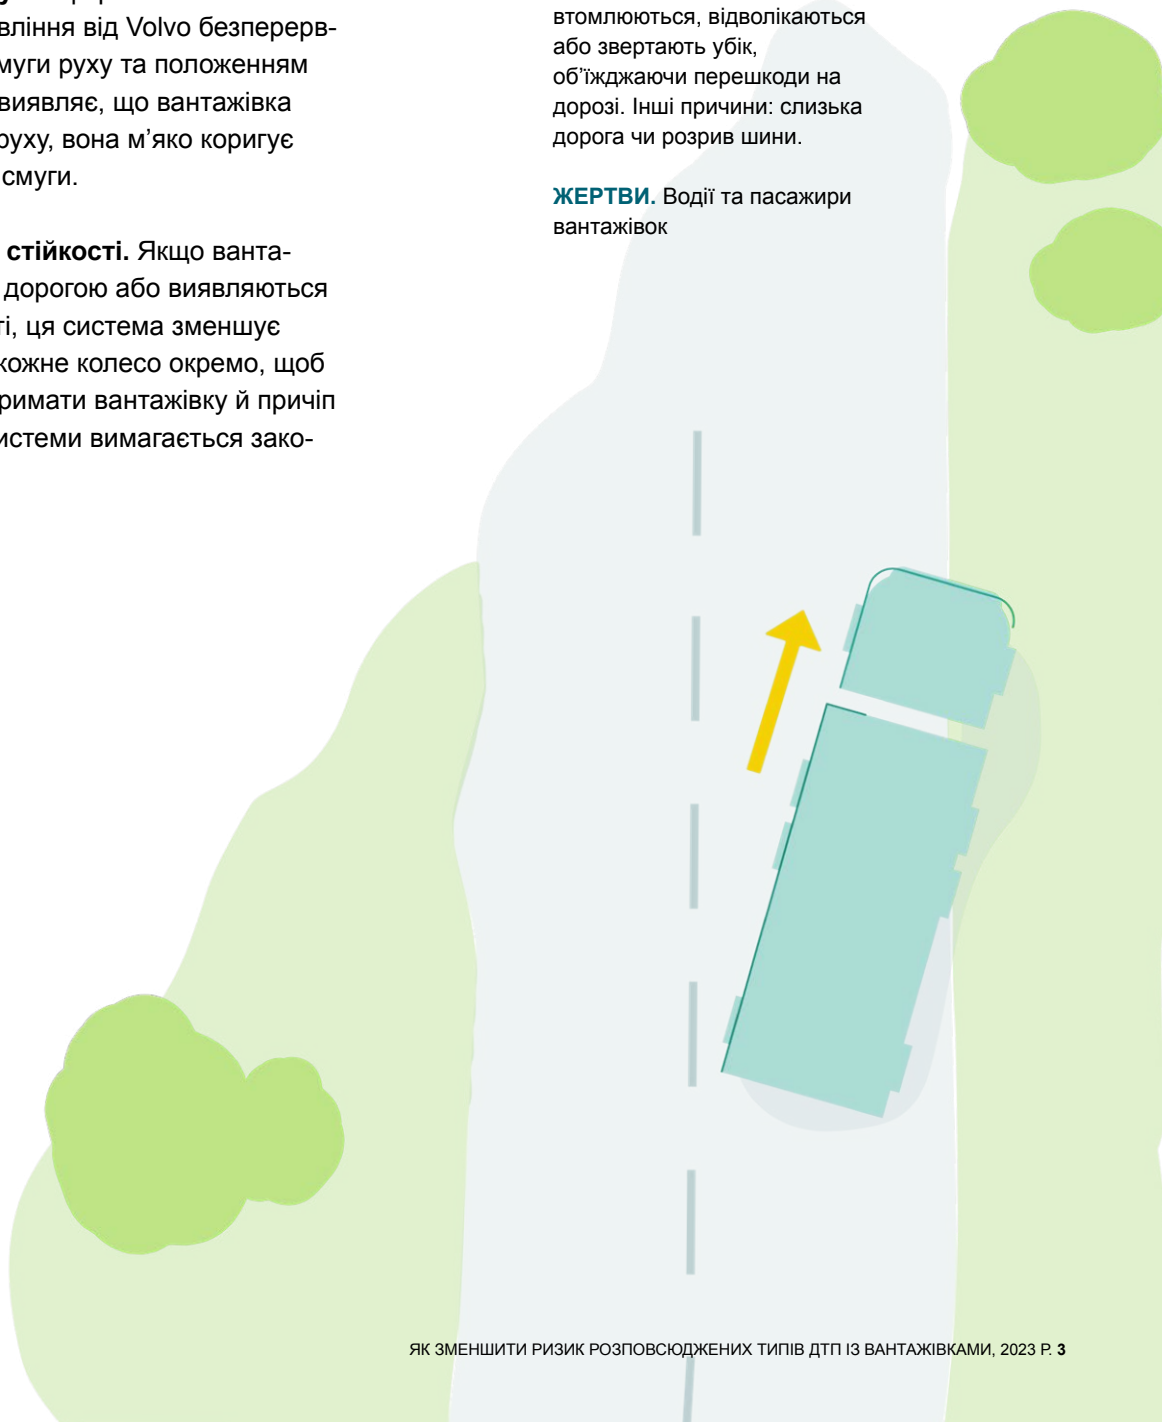 вління від Volvo безперерв-
муги руху та положенням
виявляє, що вантажівка
руху, вона м’яко коригує
смуги.
стійкості. Якщо ванта-
дорогою або виявляються
ті, ця система зменшує
кожне колесо окремо, щоб
римати вантажівку й причіп
истеми вимагається зако-
втомлюються, відволікаються
або звертають убік,
об’їжджаючи перешкоди на
дорозі. Інші причини: слизька
дорога чи розрив шини.
ЖЕРТВИ. Водії та пасажири
вантажівок
ЯК ЗМЕНШИТИ РИЗИК РОЗПОВСЮДЖЕНИХ ТИПІВ ДТП ІЗ ВАНТАЖІВКАМИ, 2023 Р. 3